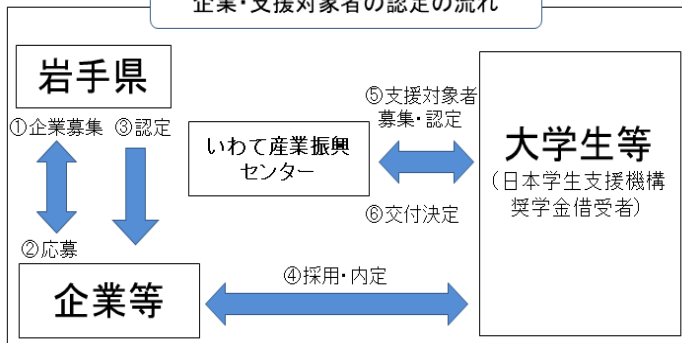 企業・支援対象者の認定の流れ
岩手県
①企業募集 ③認定
②応募
企業等
いわて産業振興
センター
⑤支援対象者
募集・認定
⑥交付決定
④採用・内定
大学生等
（日本学生支援機構
奨学金借受者）